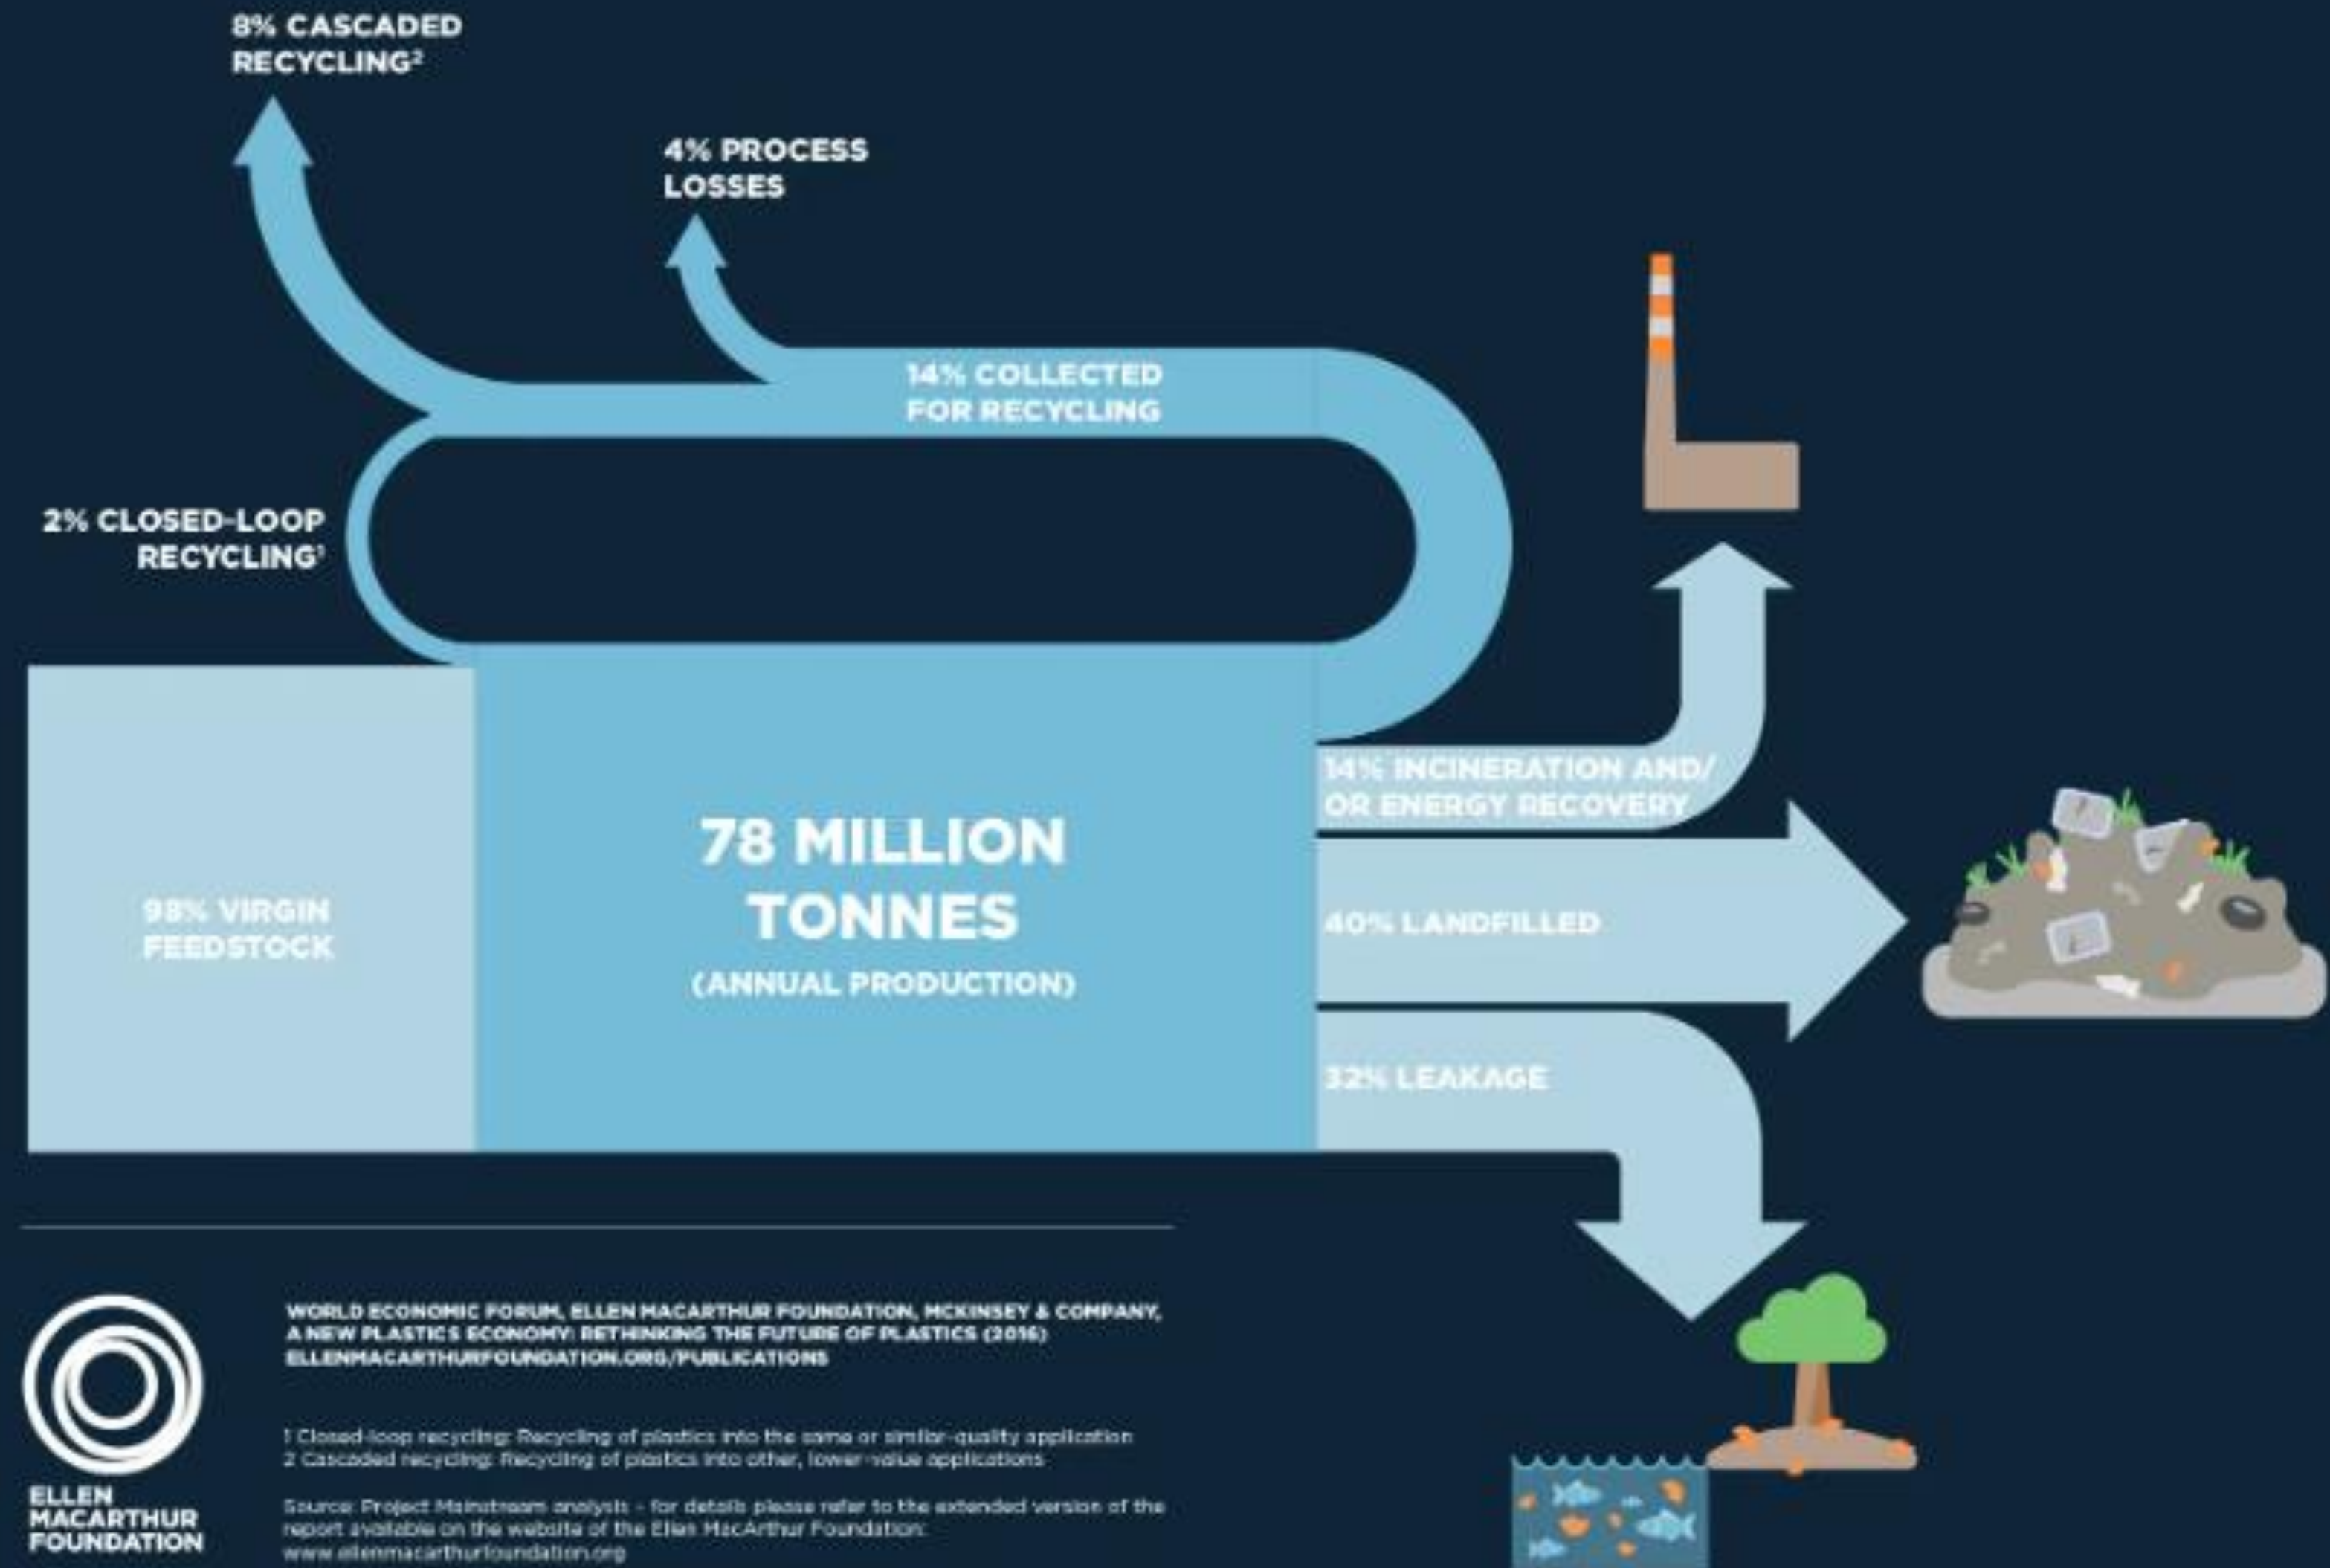 8% CASCADED
RECYCLING²
4% PROCESS
LOSSES
14% COLLECTED
FOR RECYCLING
2% CLOSED-LOOP
RECYCLING¹
14% INCINERATION AND/
OR ENERGY RECOVERY
78 MILLION
TONNES
(ANNUAL PRODUCTION)
98% VIRGIN
FEEDSTOCK
40% LANDFILLED
32% LEAKAGE
WORLD ECONOMIC FORUM, ELLEN MACARTHUR FOUNDATION, MCKINSEY & COMPANY,
A NEW PLASTICS ECONOMY: RETHINKING THE FUTURE OF PLASTICS (2016)
ELLENMACARTHURFOUNDATION.ORG/PUBLICATIONS
1 Closed-loop recycling: Recycling of plastics into the same or similar-quality application
2 Cascaded recycling: Recycling of plastics into other, lower-value applications
ELLEN
MACARTHUR
FOUNDATION
Source: Project Mainstream analysis – for details please refer to the extended version of the
report available on the website of the Ellen MacArthur Foundation:
www.ellenmacarthurfoundation.org